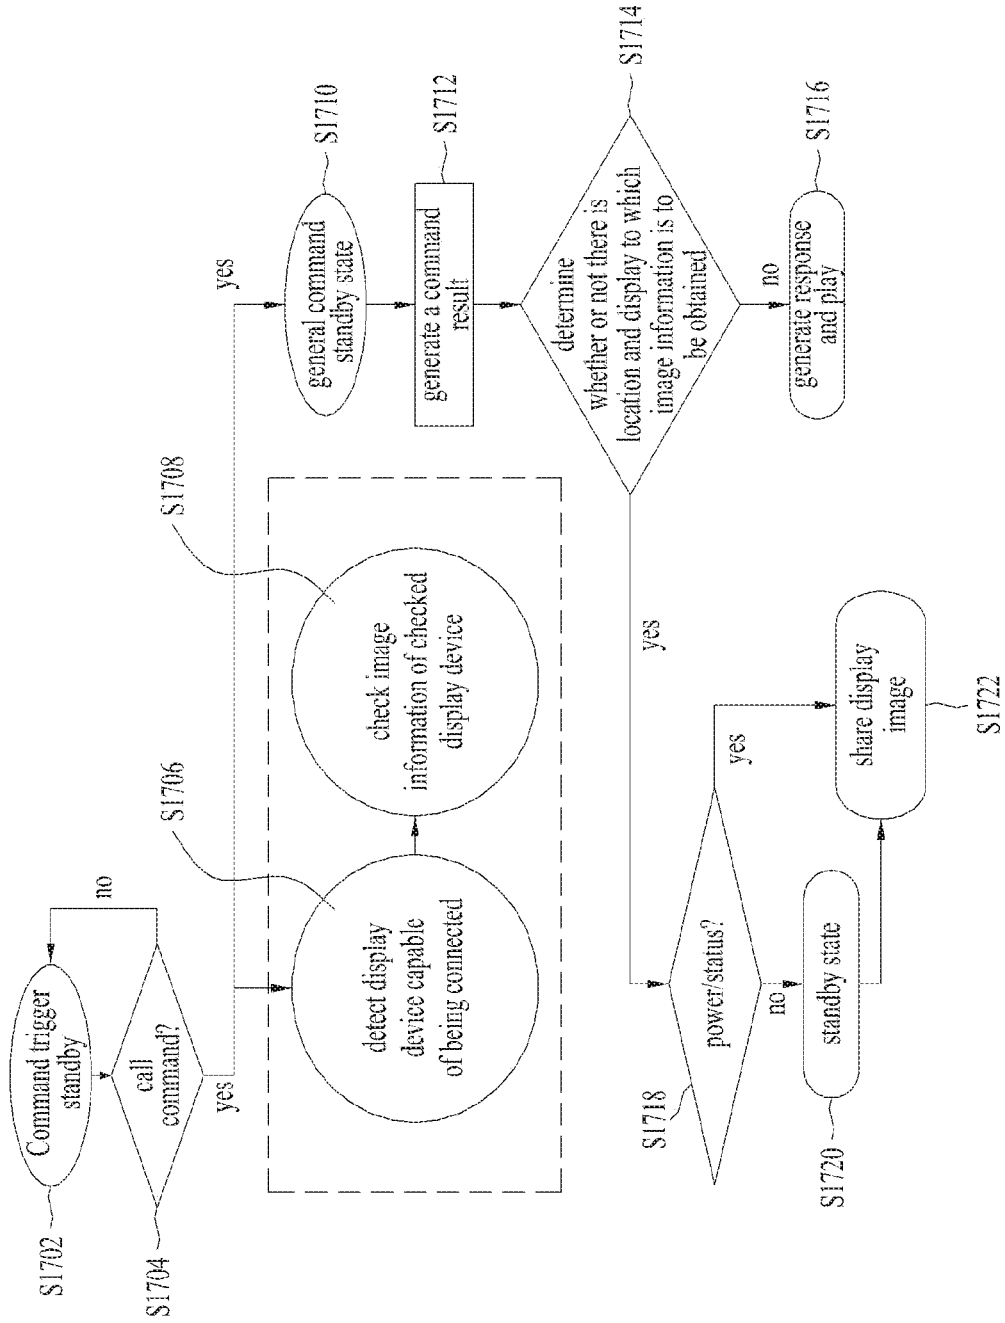 S1702
Command trigger
standby
no
S1704
call
command?
yes
yes
S1706
detect display
device capable
of being connected
S1708
check image
information of checked
display device
S1710
general command
standby state
S1712
generate a command
result
S1714
determine
whether or not there is
location and display to which
image information is to
be obtained
yes
no
S1716
generate response
and play
S1718
power/status?
yes
no
S1720
standby state
share display
image
S1722